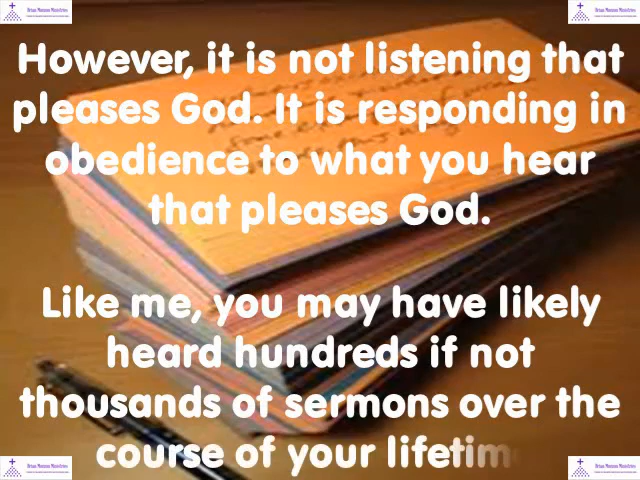 However, it is not listening that
pleases God. It is responding in
obedience to what you hear
that pleases God.
Like me, you may have likely
heard hundreds if not
thousands of sermons over the
course of your lifetim